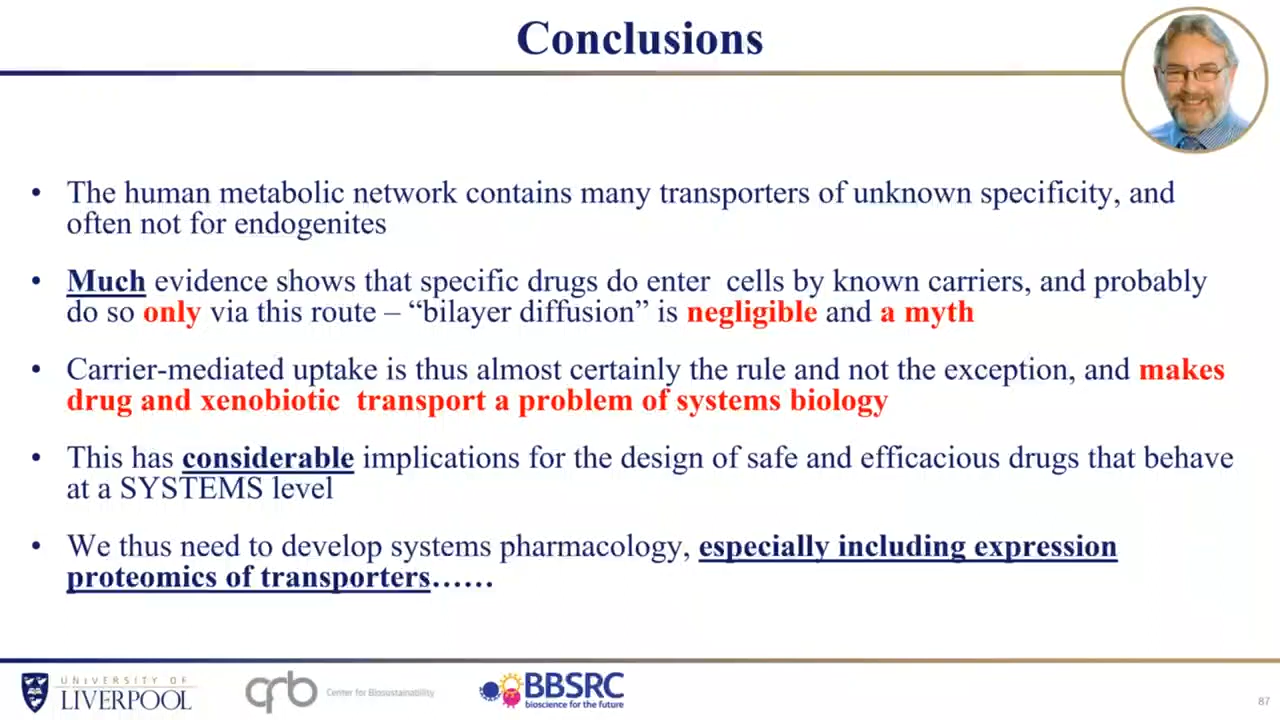 Conclusions
• The human metabolic network contains many transporters of unknown specificity, and
often not for endogenites
• Much evidence shows that specific drugs do enter  cells by known carriers, and probably
do so only via this route – “bilayer diffusion” is negligible and a myth
• Carrier-mediated uptake is thus almost certainly the rule and not the exception, and makes
drug and xenobiotic  transport a problem of systems biology
• This has considerable implications for the design of safe and efficacious drugs that behave
at a SYSTEMS level
• We thus need to develop systems pharmacology, especially including expression
proteomics of transporters……
UNIVERSITY OF
LIVERPOOL
cfb Center for Biosustainability
BBSRC
bioscience for the future
87